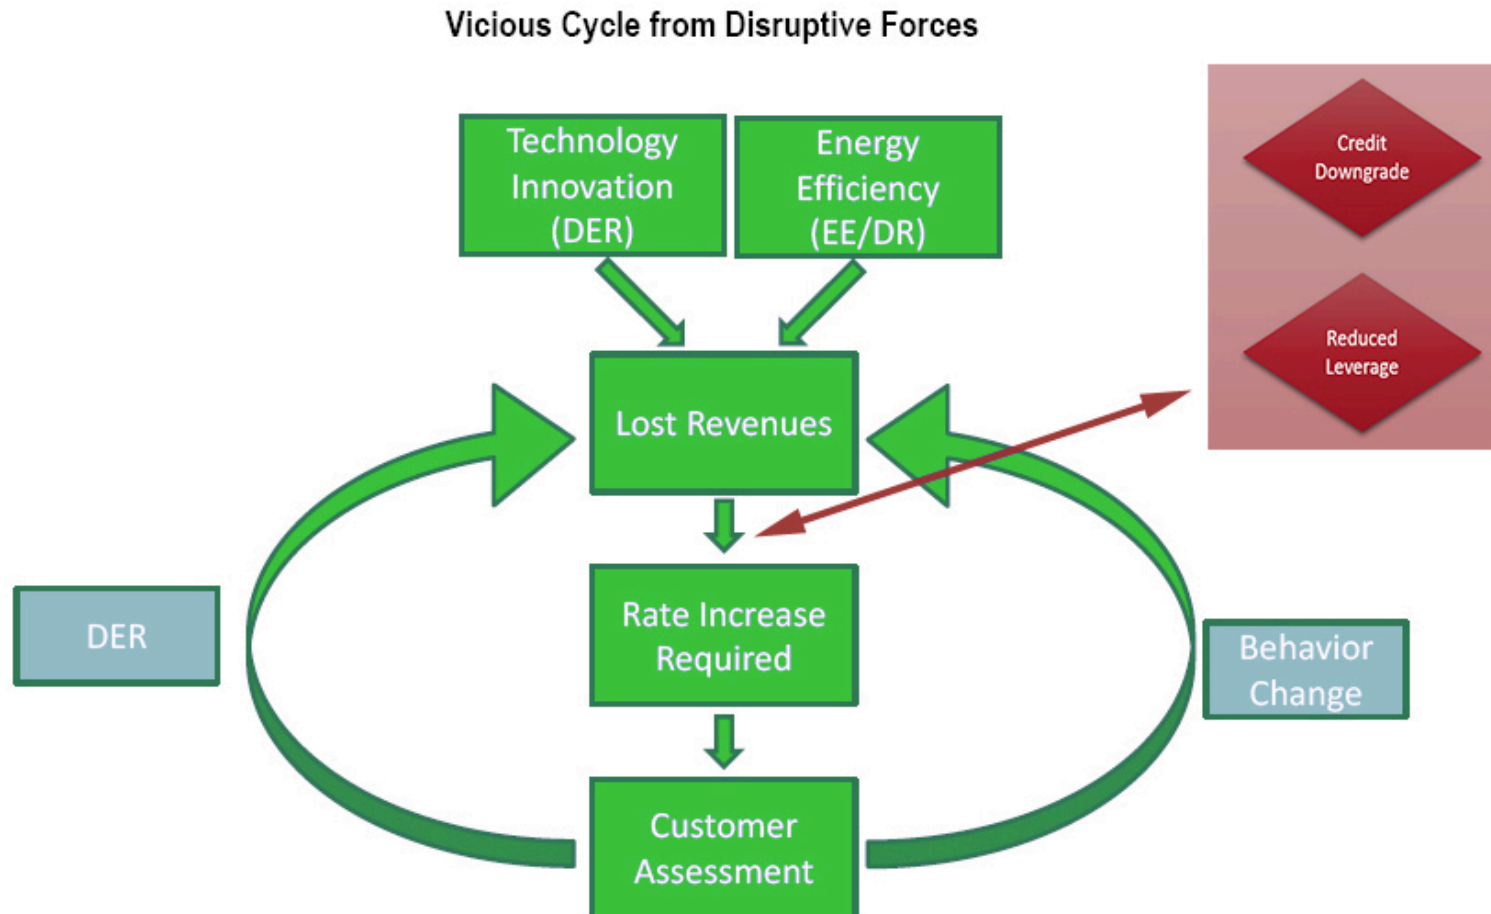 Vicious Cycle from Disruptive Forces
Technology
Innovation
(DER)
Energy
Efficiency
(EE/DR)
Credit
Downgrade
Reduced
Leverage
Lost Revenues
Rate Increase
Required
DER
Behavior
Change
Customer
Assessment